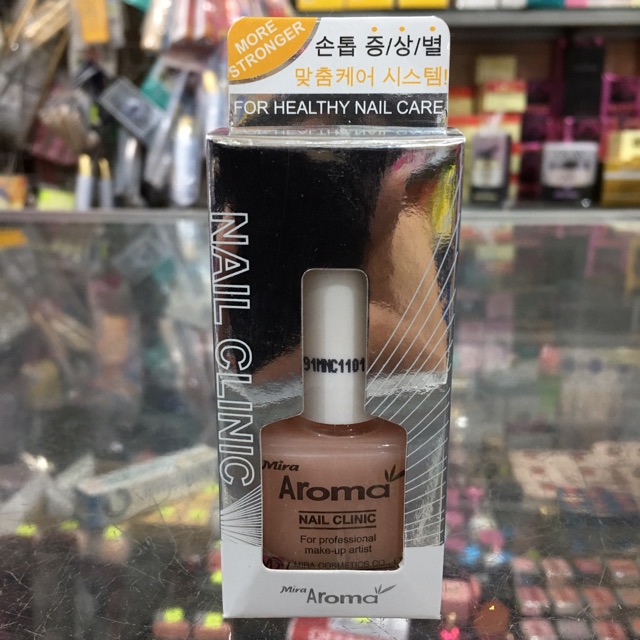 MORE
STRONGER
손톱 증/상/별
맞춤케어 시스템!
FOR HEALTHY NAIL CARE
NAIL CLINIC
91MNC1101
Mira
Aroma
NAIL CLINIC
For professional
make-up artist
MIRA COSMETICS CO.
Mira Aroma